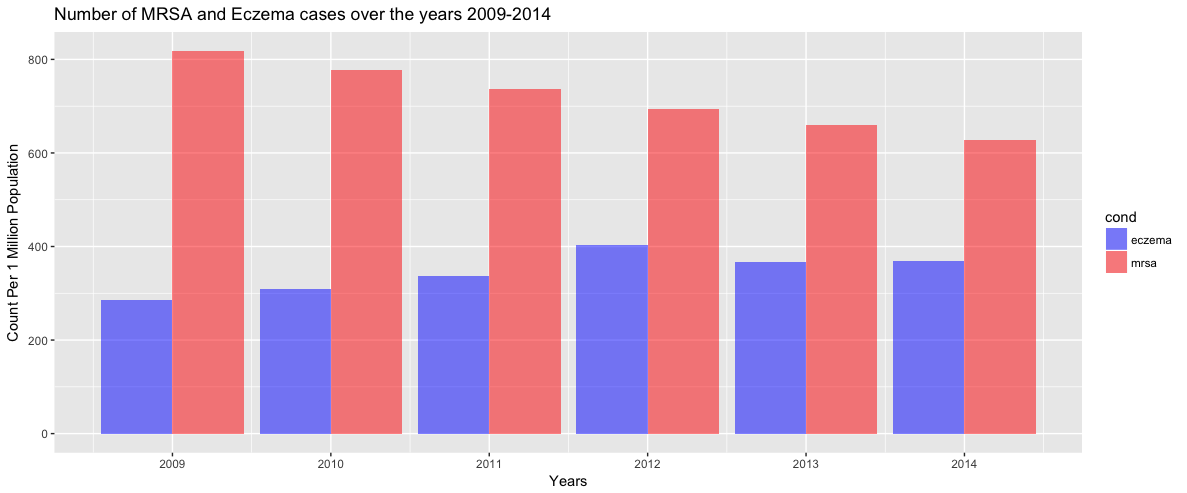 Number of MRSA and Eczema cases over the years 2009-2014
Count Per 1 Million Population
800
600
400
200
0
2009 2010 2011 2012 2013 2014
Years
cond
eczema
mrsa